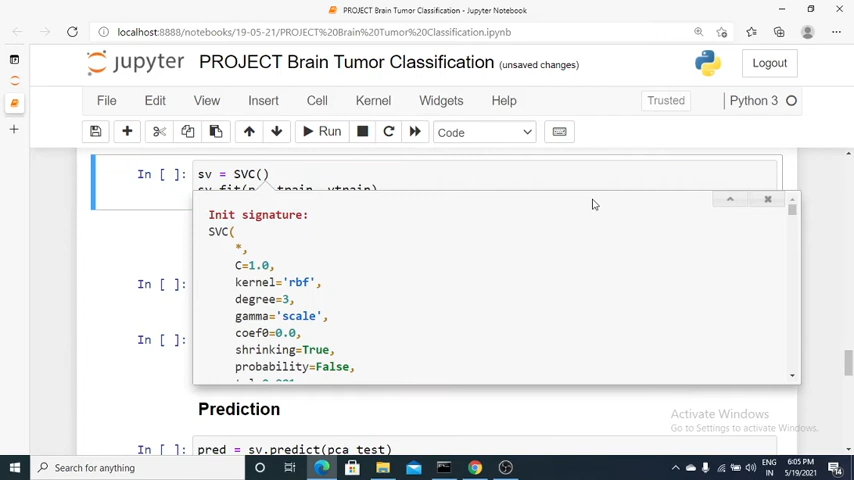 PROJECT Brain Tumor Classification - Jupyter Notebook
localhost:8888/notebooks/19-05-21/PROJECT%20Brain%20Tumor%20Classification.ipynb
jupyter PROJECT Brain Tumor Classification (unsaved changes)
Logout
File Edit View Insert Cell Kernel Widgets Help Trusted Python 3
Run Code
In [ ]: sv = SVC()
Init signature:
SVC(
*,
C=1.0,
kernel='rbf',
degree=3,
gamma='scale',
coef0=0.0,
shrinking=True,
probability=False,
In [ ]:
In [ ]:
Prediction
In [ ]: pred = sv.predict(pca_test)
Activate Windows
Go to Settings to activate Windows.
Search for anything
ENG
IN
6:05 PM
5/19/2021
14